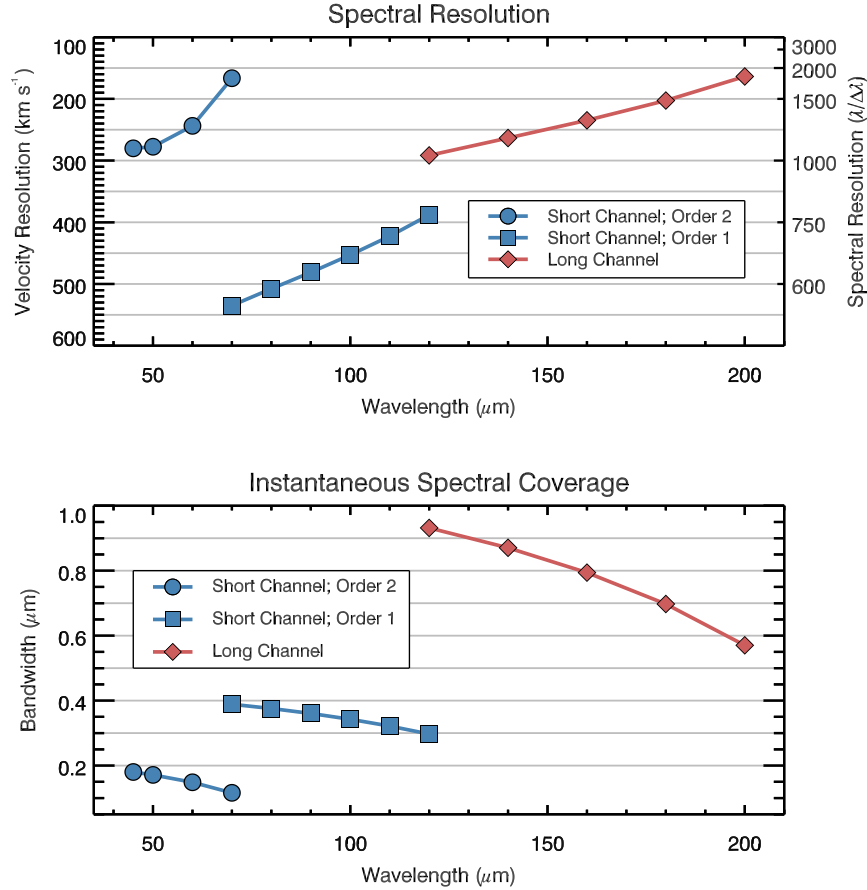 Spectral Resolution
100
200
300
400
500
600
Velocity Resolution (km s⁻¹)
3000
2000
1500
1000
750
600
Spectral Resolution (λ/Δλ)
Short Channel; Order 2
Short Channel; Order 1
Long Channel
50 100 150 200
Wavelength (μm)
Instantaneous Spectral Coverage
1.0
0.8
0.6
0.4
0.2
Bandwidth (μm)
Short Channel; Order 2
Short Channel; Order 1
Long Channel
50 100 150 200
Wavelength (μm)